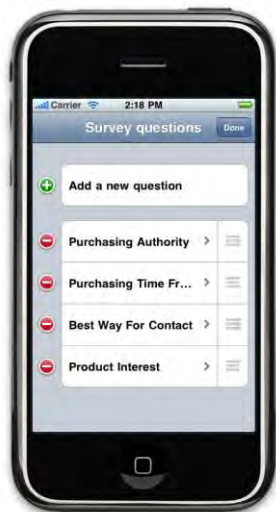 Carrier 2:18 PM
Survey questions Done
Add a new question
Purchasing Authority
Purchasing Time Fr...
Best Way For Contact
Product Interest